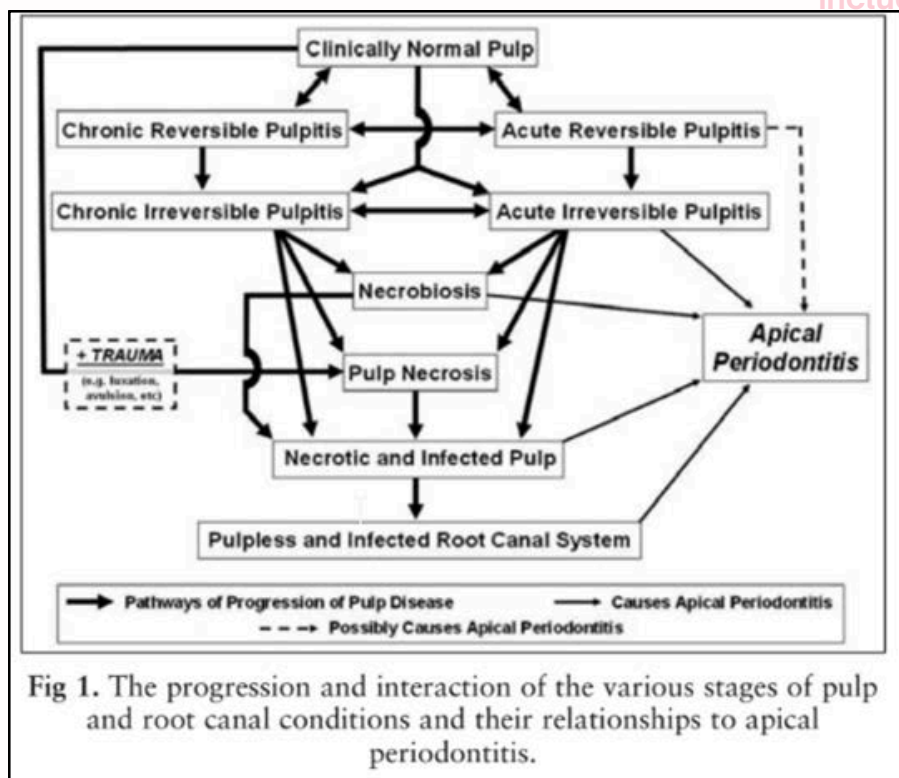 Clinically Normal Pulp
Chronic Reversible Pulpitis
Acute Reversible Pulpitis
Chronic Irreversible Pulpitis
Acute Irreversible Pulpitis
Necrobiosis
Apical
Periodontitis
+ TRAUMA
(e.g. luxation,
avulsion, etc)
Pulp Necrosis
Necrotic and Infected Pulp
Pulpless and Infected Root Canal System
Pathways of Progression of Pulp Disease
Causes Apical Periodontitis
Possibly Causes Apical Periodontitis
Fig 1. The progression and interaction of the various stages of pulp
and root canal conditions and their relationships to apical
periodontitis.